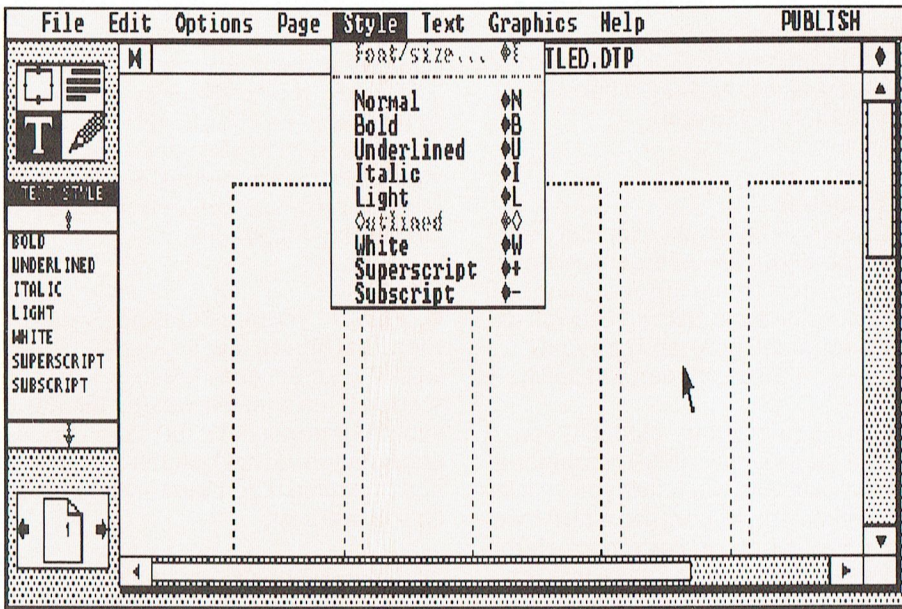 File Edit Options Page Style Text Graphics Help PUBLISH
TLED.DTP
Font/size... ♦F
Normal ♦N
Bold ♦B
Underlined ♦U
Italic ♦I
Light ♦L
Outlined ♦◇
White ♦W
Superscript ♦+
Subscript ♦-
T
TEXT STYLE
BOLD
UNDERLINED
ITALIC
LIGHT
WHITE
SUPERSCRIPT
SUBSCRIPT
1